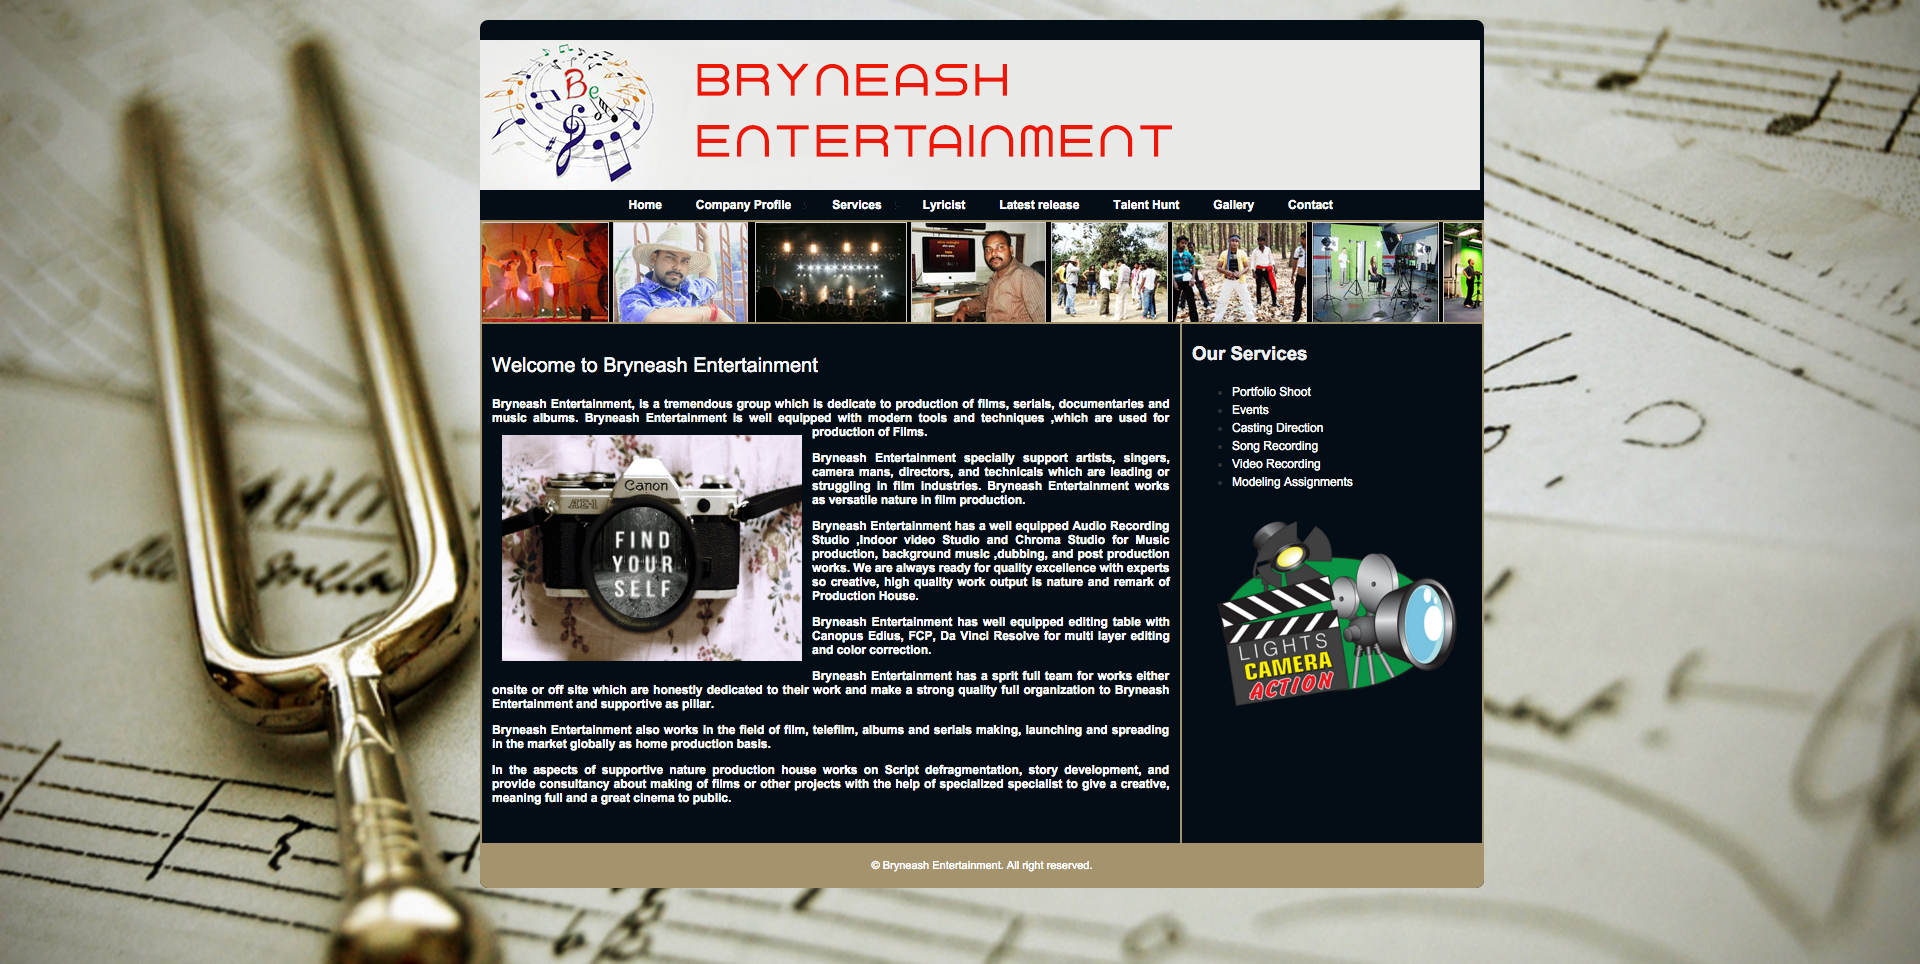 Be
BRYNEASH
ENTERTAINMENT
Home Company Profile Services Lyricist Latest release Talent Hunt Gallery Contact
Welcome to Bryneash Entertainment
Bryneash Entertainment, is a tremendous group which is dedicate to production of films, serials, documentaries and
music albums. Bryneash Entertainment is well equipped with modern tools and techniques ,which are used for
production of Films.
Bryneash Entertainment specially support artists, singers,
camera mans, directors, and technicals which are leading or
struggling in film industries. Bryneash Entertainment works
as versatile nature in film production.
Bryneash Entertainment has a well equipped Audio Recording
Studio ,Indoor video Studio and Chroma Studio for Music
production, background music ,dubbing, and post production
works. We are always ready for quality excellence with experts
so creative, high quality work output is nature and remark of
Production House.
Bryneash Entertainment has well equipped editing table with
Canopus Edius, FCP, Da Vinci Resolve for multi layer editing
and color correction.
Bryneash Entertainment has a sprit full team for works either
onsite or off site which are honestly dedicated to their work and make a strong quality full organization to Bryneash
Entertainment and supportive as pillar.
Bryneash Entertainment also works in the field of film, telefilm, albums and serials making, launching and spreading
in the market globally as home production basis.
In the aspects of supportive nature production house works on Script defragmentation, story development, and
provide consultancy about making of films or other projects with the help of specialized specialist to give a creative,
meaning full and a great cinema to public.
Canon
AE-1
FIND
YOUR
SELF
Our Services
Portfolio Shoot
Events
Casting Direction
Song Recording
Video Recording
Modeling Assignments
LIGHTS
CAMERA
ACTION
© Bryneash Entertainment. All right reserved.